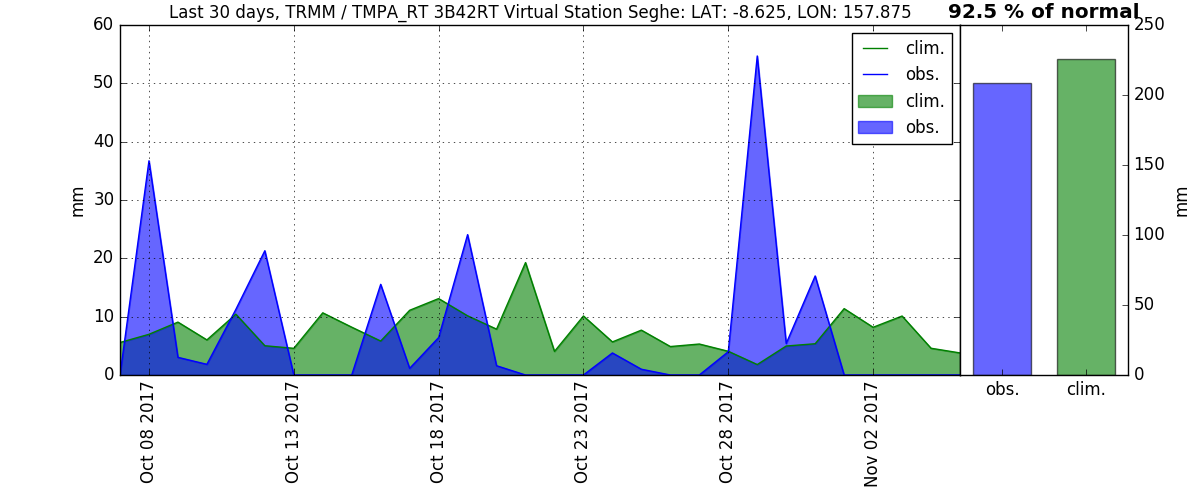 Last 30 days, TRMM / TMPA_RT 3B42RT Virtual Station Seghe: LAT: -8.625, LON: 157.875
92.5 % of normal
60
50
40
30
20
10
0
mm
clim.
obs.
clim.
obs.
250
200
150
100
50
0
mm
Oct 08 2017
Oct 13 2017
Oct 18 2017
Oct 23 2017
Oct 28 2017
Nov 02 2017
obs.
clim.